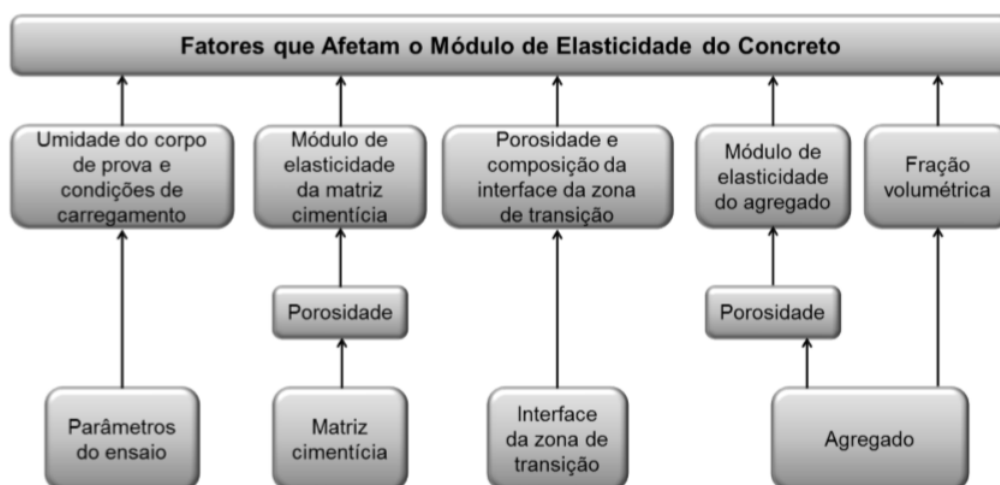 Fatores que Afetam o Módulo de Elasticidade do Concreto
Umidade do corpo
de prova e
condições de
carregamento
Módulo de
elasticidade
da matriz
cimentícia
Porosidade e
composição da
interface da zona
de transição
Módulo de
elasticidade
do agregado
Fração
volumétrica
Porosidade
Porosidade
Parâmetros
do ensaio
Matriz
cimentícia
Interface
da zona de
transição
Agregado